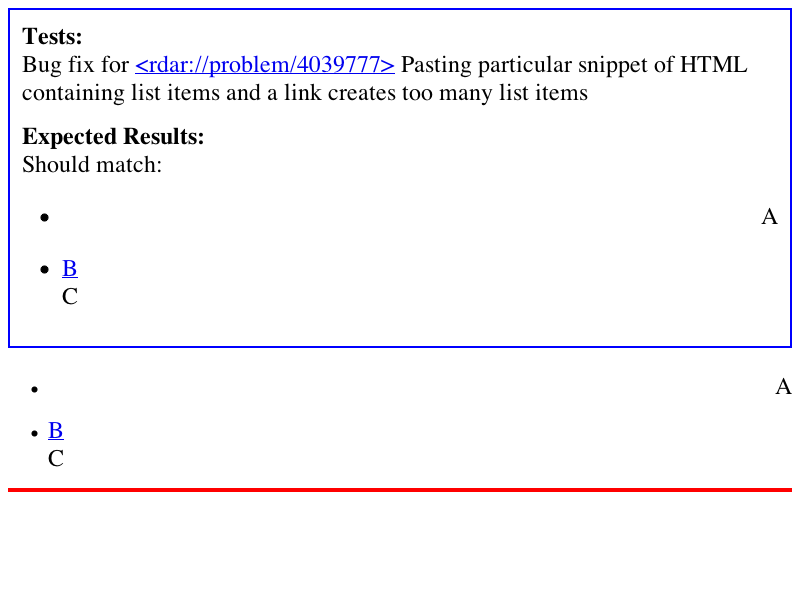 Tests:
Bug fix for <rdar://problem/4039777> Pasting particular snippet of HTML
containing list items and a link creates too many list items
Expected Results:
Should match:
• A
• B
C
• A
• B
C